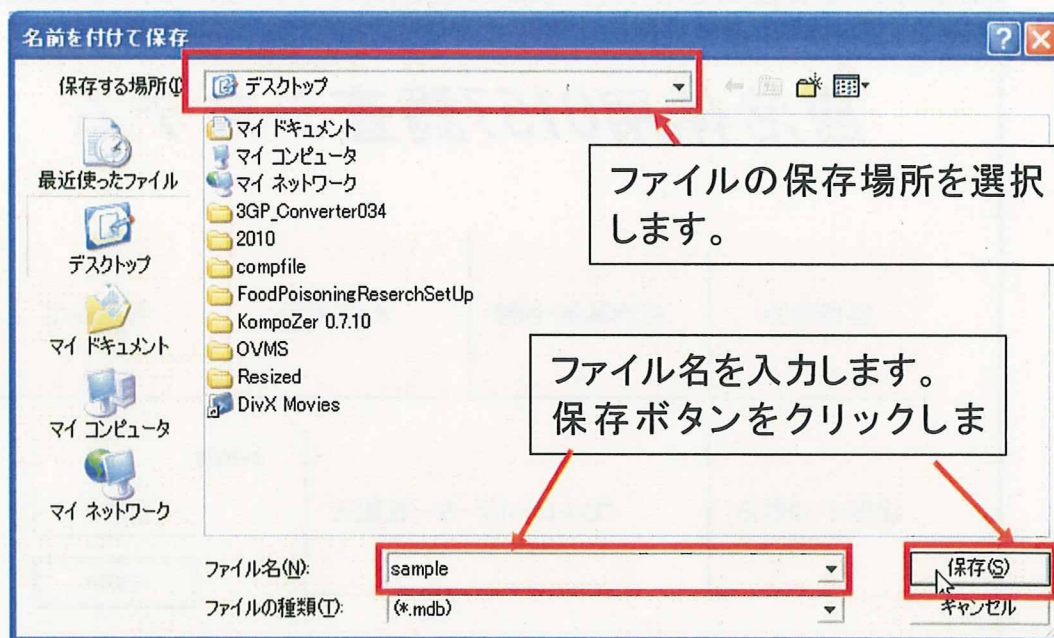 名前を付けて保存
保存する場所(I)
デスクトップ
マイ ドキュメント
マイ コンピュータ
マイ ネットワーク
3GP_Converter034
2010
compfile
FoodPoisoningReserchSetUp
KompoZer 0.7.10
OVMS
Resized
DivX Movies
最近使ったファイル
デスクトップ
マイ ドキュメント
マイ コンピュータ
マイ ネットワーク
ファイルの保存場所を選択
します。
ファイル名を入力します。
保存ボタンをクリックしま
ファイル名(N):
sample
保存(S)
ファイルの種類(T):
(*.mdb)
キャンセル